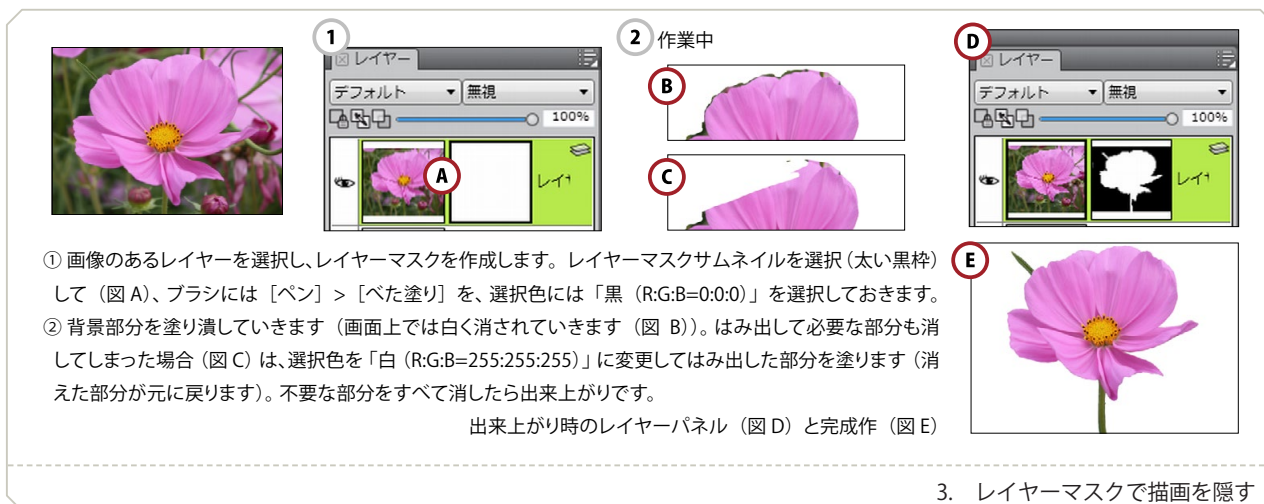 1
レイヤー
デフォルト 無視
100%
A
レイ
2 作業中
B
C
D
レイヤー
デフォルト 無視
100%
レイ
E
① 画像のあるレイヤーを選択し、レイヤーマスクを作成します。レイヤーマスクサムネイルを選択（太い黒枠）
して（図 A）、ブラシには［ペン］>［べた塗り］を、選択色には「黒（R:G:B=0:0:0）」を選択しておきます。
② 背景部分を塗り潰していきます（画面上では白く消されていきます（図 B））。はみ出して必要な部分も消
してしまった場合（図 C）は、選択色を「白（R:G:B=255:255:255）」に変更してはみ出した部分を塗ります（消
えた部分が元に戻ります）。不要な部分をすべて消したら出来上がりです。
出来上がり時のレイヤーパネル（図 D）と完成作（図 E）
3. レイヤーマスクで描画を隠す